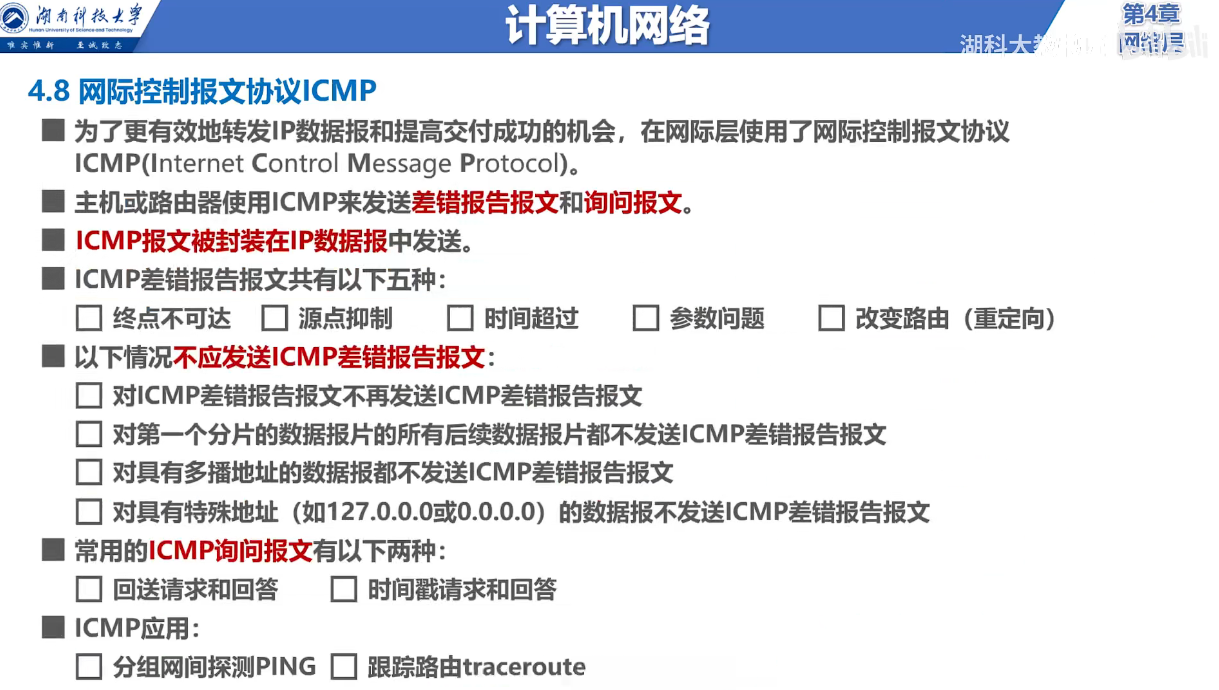 湖南科技大学
Hunan University of Science and Technology
唯实惟新 至诚致志
计算机网络
第4章
网络层
湖科大教书匠
bilibili
4.8 网际控制报文协议ICMP
为了更有效地转发IP数据报和提高交付成功的机会，在网际层使用了网际控制报文协议
ICMP(Internet Control Message Protocol)。
主机或路由器使用ICMP来发送差错报告报文和询问报文。
ICMP报文被封装在IP数据报中发送。
ICMP差错报告报文共有以下五种：
终点不可达 源点抑制 时间超过 参数问题 改变路由（重定向）
以下情况不应发送ICMP差错报告报文：
对ICMP差错报告报文不再发送ICMP差错报告报文
对第一个分片的数据报片的所有后续数据报片都不发送ICMP差错报告报文
对具有多播地址的数据报都不发送ICMP差错报告报文
对具有特殊地址（如127.0.0.0或0.0.0.0）的数据报不发送ICMP差错报告报文
常用的ICMP询问报文有以下两种：
回送请求和回答 时间戳请求和回答
ICMP应用：
分组网间探测PING 跟踪路由traceroute